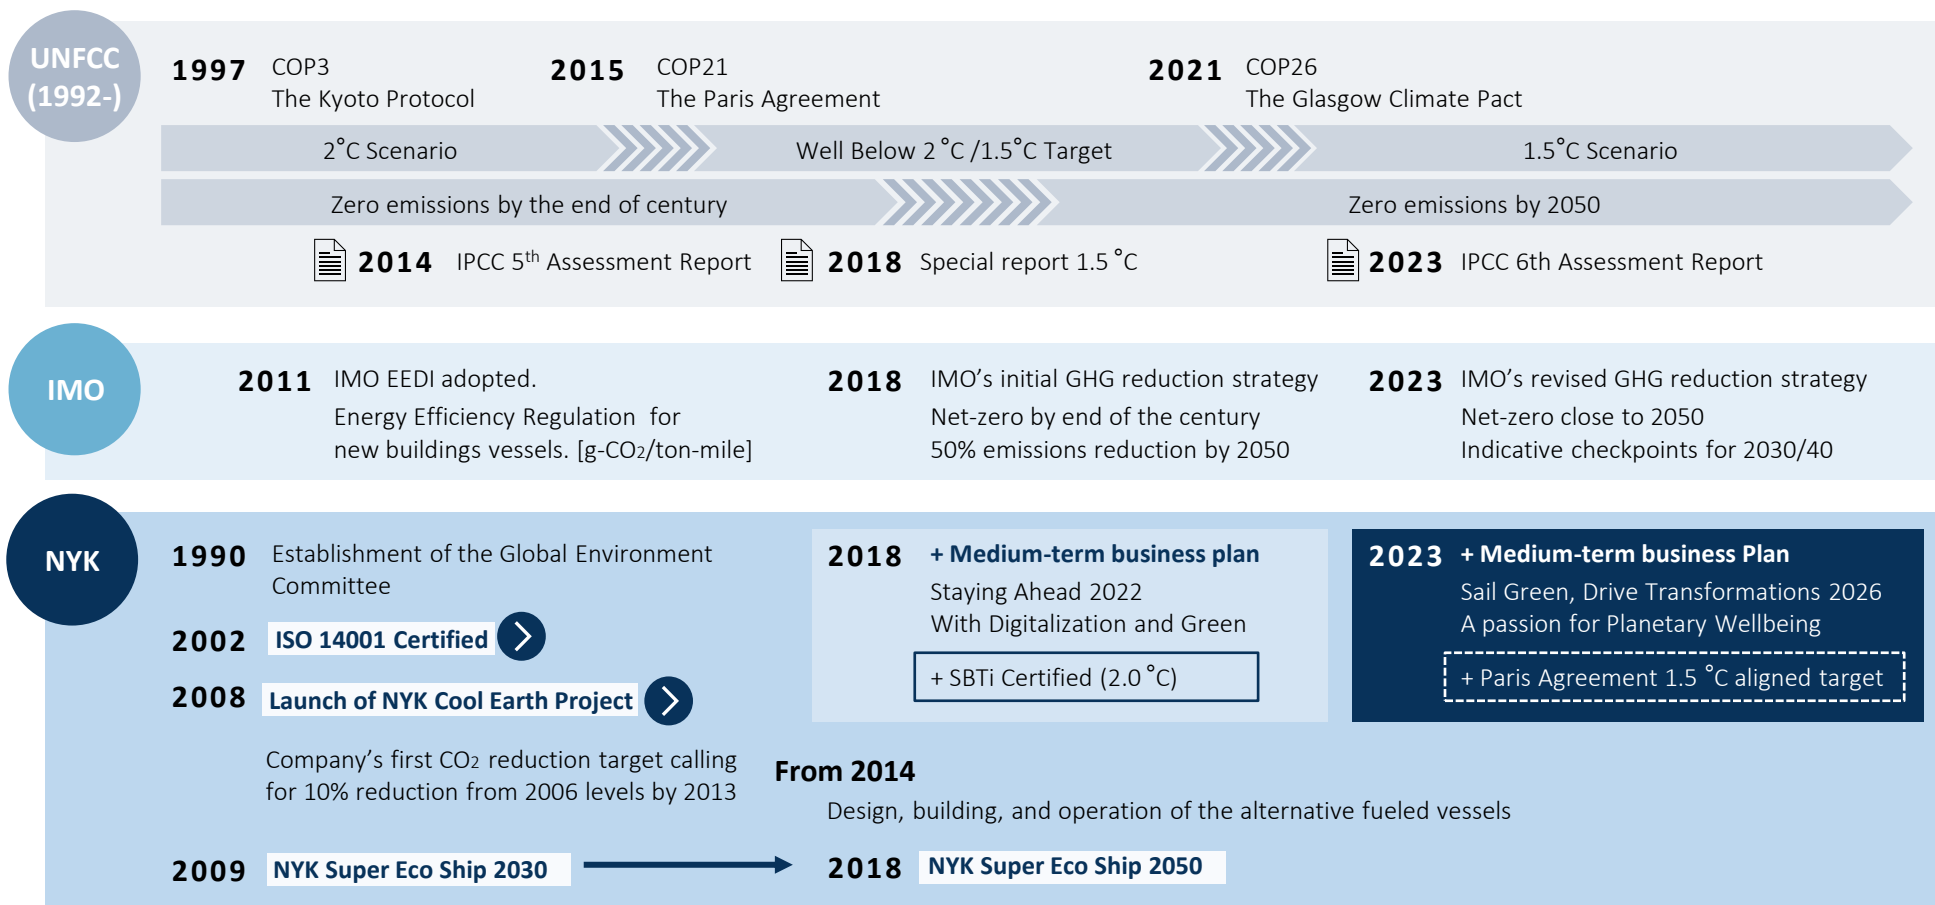 UNFCC
(1992-)
1997 COP3
The Kyoto Protocol
2015 COP21
The Paris Agreement
2021 COP26
The Glasgow Climate Pact
2°C Scenario
Well Below 2 °C /1.5°C Target
1.5°C Scenario
Zero emissions by the end of century
Zero emissions by 2050
2014 IPCC 5th Assessment Report
2018 Special report 1.5 °C
2023 IPCC 6th Assessment Report
IMO
2011 IMO EEDI adopted.
Energy Efficiency Regulation for
new buildings vessels. [g-CO2/ton-mile]
2018 IMO’s initial GHG reduction strategy
Net-zero by end of the century
50% emissions reduction by 2050
2023 IMO’s revised GHG reduction strategy
Net-zero close to 2050
Indicative checkpoints for 2030/40
NYK
1990 Establishment of the Global Environment
Committee
2002 ISO 14001 Certified
2008 Launch of NYK Cool Earth Project
Company’s first CO2 reduction target calling
for 10% reduction from 2006 levels by 2013
2018 + Medium-term business plan
Staying Ahead 2022
With Digitalization and Green
+ SBTi Certified (2.0 °C)
2023 + Medium-term business Plan
Sail Green, Drive Transformations 2026
A passion for Planetary Wellbeing
+ Paris Agreement 1.5 °C aligned target
From 2014
Design, building, and operation of the alternative fueled vessels
2009 NYK Super Eco Ship 2030
2018 NYK Super Eco Ship 2050